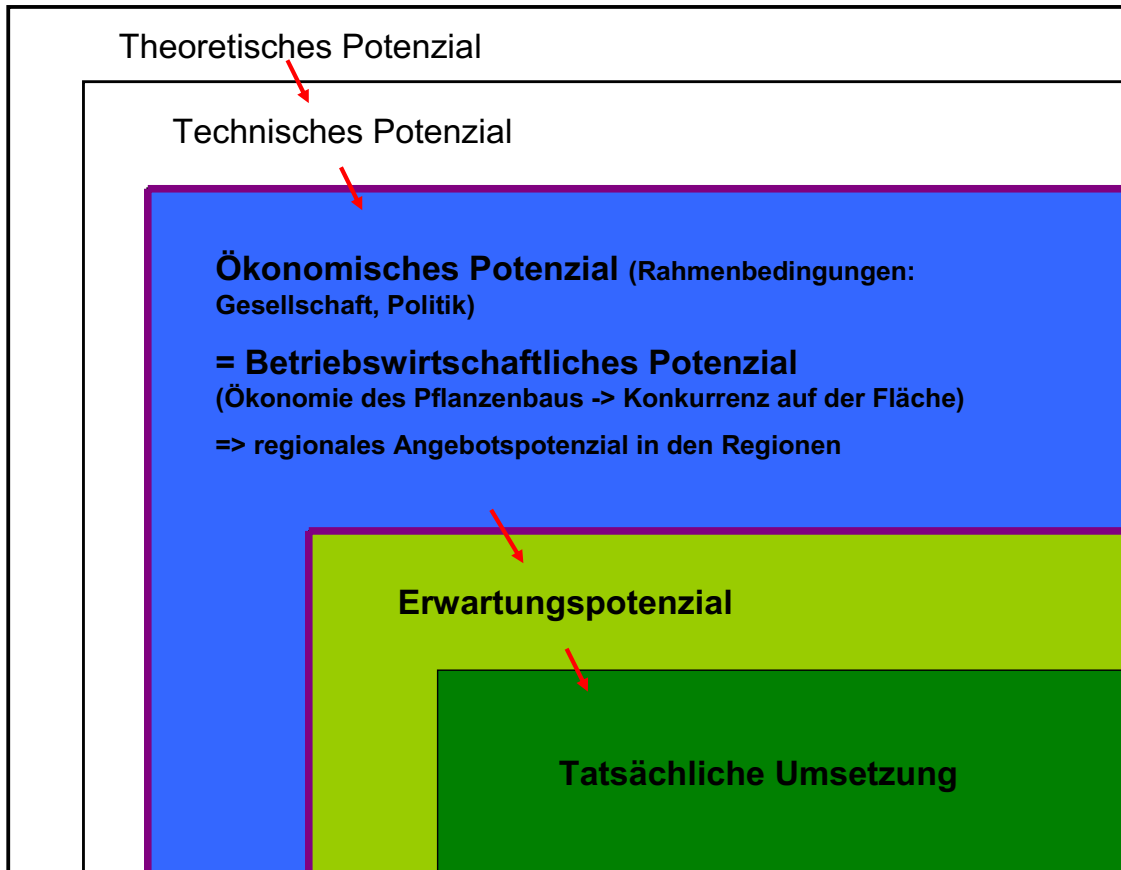 Theoretisches Potenzial
Technisches Potenzial
Ökonomisches Potenzial (Rahmenbedingungen:
Gesellschaft, Politik)
= Betriebswirtschaftliches Potenzial
(Ökonomie des Pflanzenbaus -> Konkurrenz auf der Fläche)
=> regionales Angebotspotenzial in den Regionen
Erwartungspotenzial
Tatsächliche Umsetzung